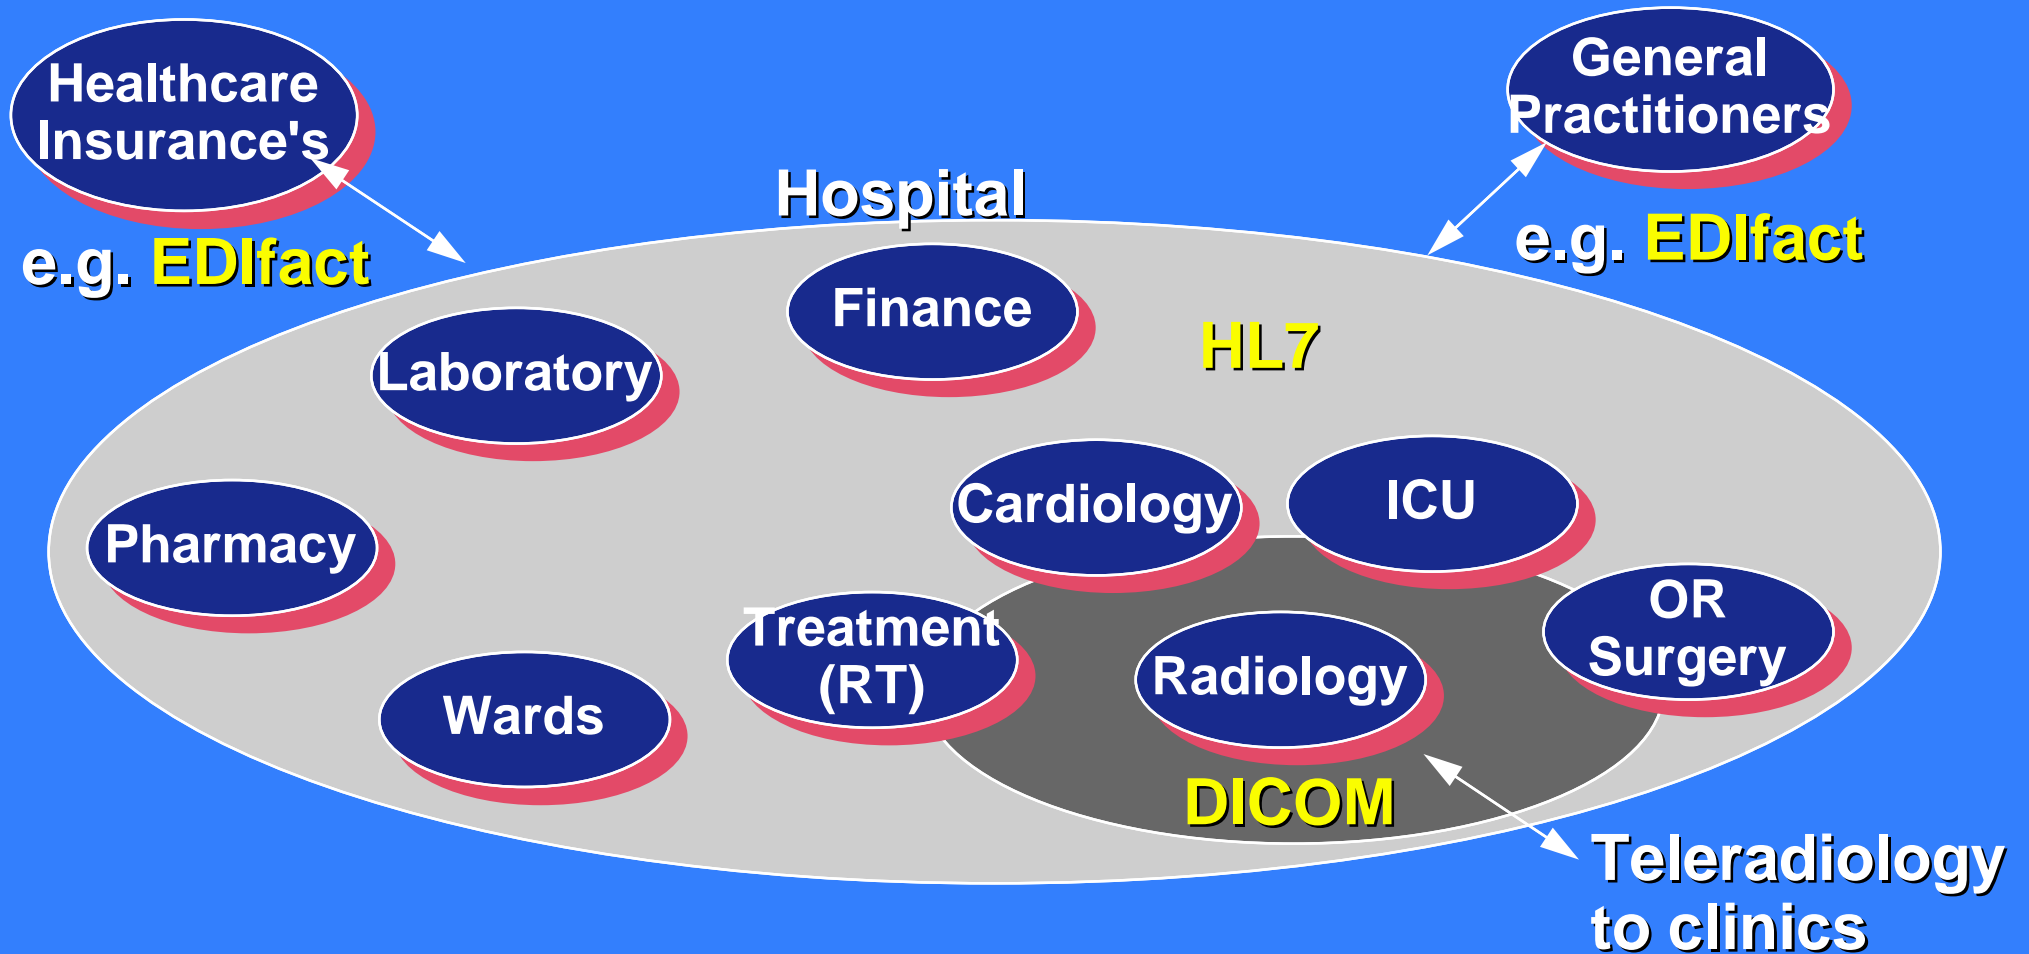 Healthcare
Insurance's
e.g. EDIfact
General
Practitioners
e.g. EDIfact
Hospital
Finance
HL7
Laboratory
Cardiology
ICU
Pharmacy
OR
Surgery
Treatment
(RT)
Radiology
Wards
DICOM
Teleradiology
to clinics